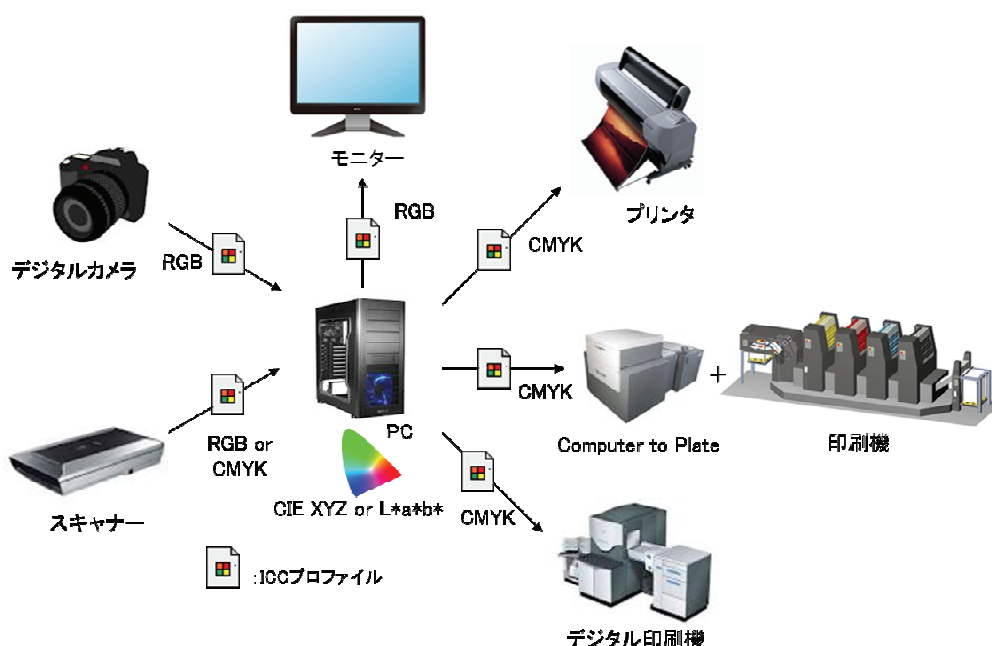 モニター
プリンタ
デジタルカメラ
RGB
RGB
CMYK
PC
CMYK
+
Computer to Plate
印刷機
RGB or
CMYK
スキャナー
CIE XYZ or L*a*b*
CMYK
:ICCプロファイル
デジタル印刷機